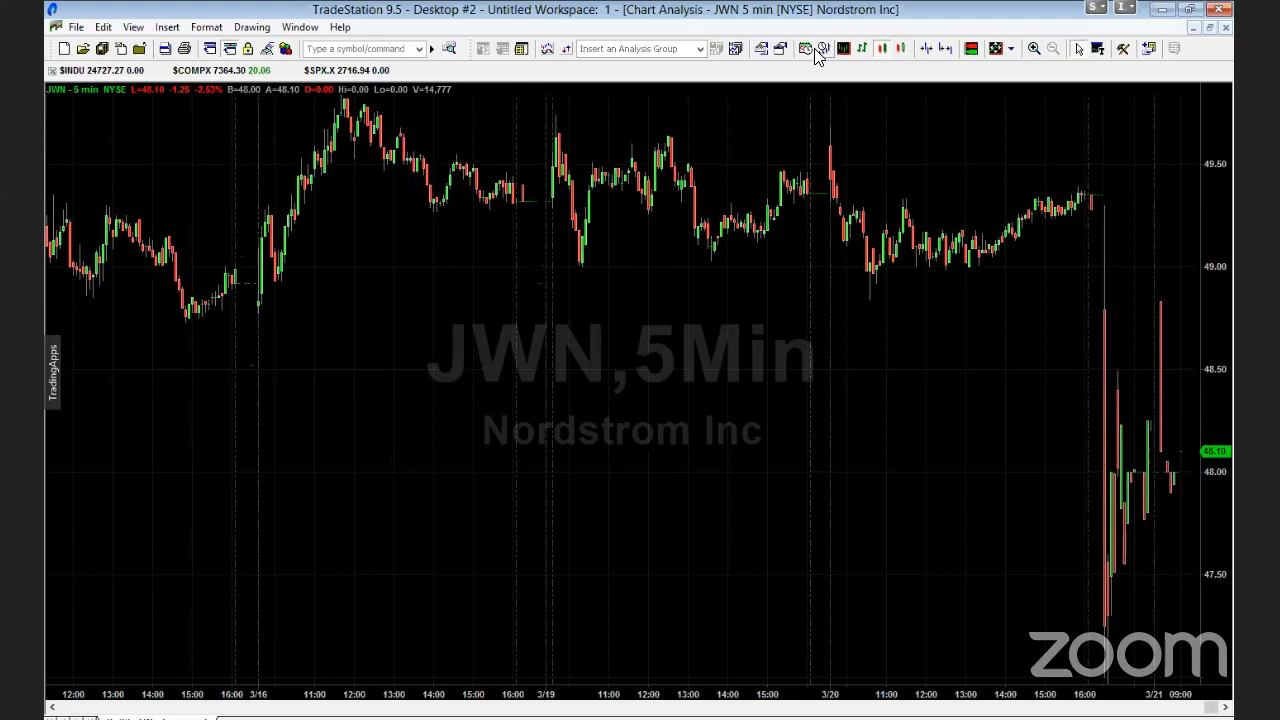 TradeStation 9.5 - Desktop #2 - Untitled Workspace: 1 - [Chart Analysis - JWN 5 min [NYSE] Nordstrom Inc]
S
I
File Edit View Insert Format Drawing Window Help
Type a symbol/command
Insert an Analysis Group
$INDU 24727.27 0.00 $COMPX 7364.30 20.06 $SPX.X 2716.94 0.00
JWN - 5 min NYSE L=48.10 -1.25 -2.53% B=48.00 A=48.10 O=0.00 Hi=0.00 Lo=0.00 V=14,777
49.50
49.00
TradingApps
JWN,5Min
Nordstrom Inc
48.50
48.10
48.00
47.50
zoom
12:00 13:00 14:00 15:00 16:00 3/16 11:00 12:00 13:00 14:00 15:00 16:00 3/19 11:00 12:00 13:00 14:00 15:00 3/20 11:00 12:00 13:00 14:00 15:00 16:00 3/21 09:00